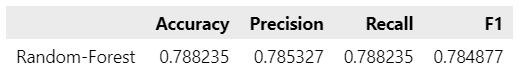 Accuracy Precision Recall F1
Random-Forest 0.788235 0.785327 0.788235 0.784877